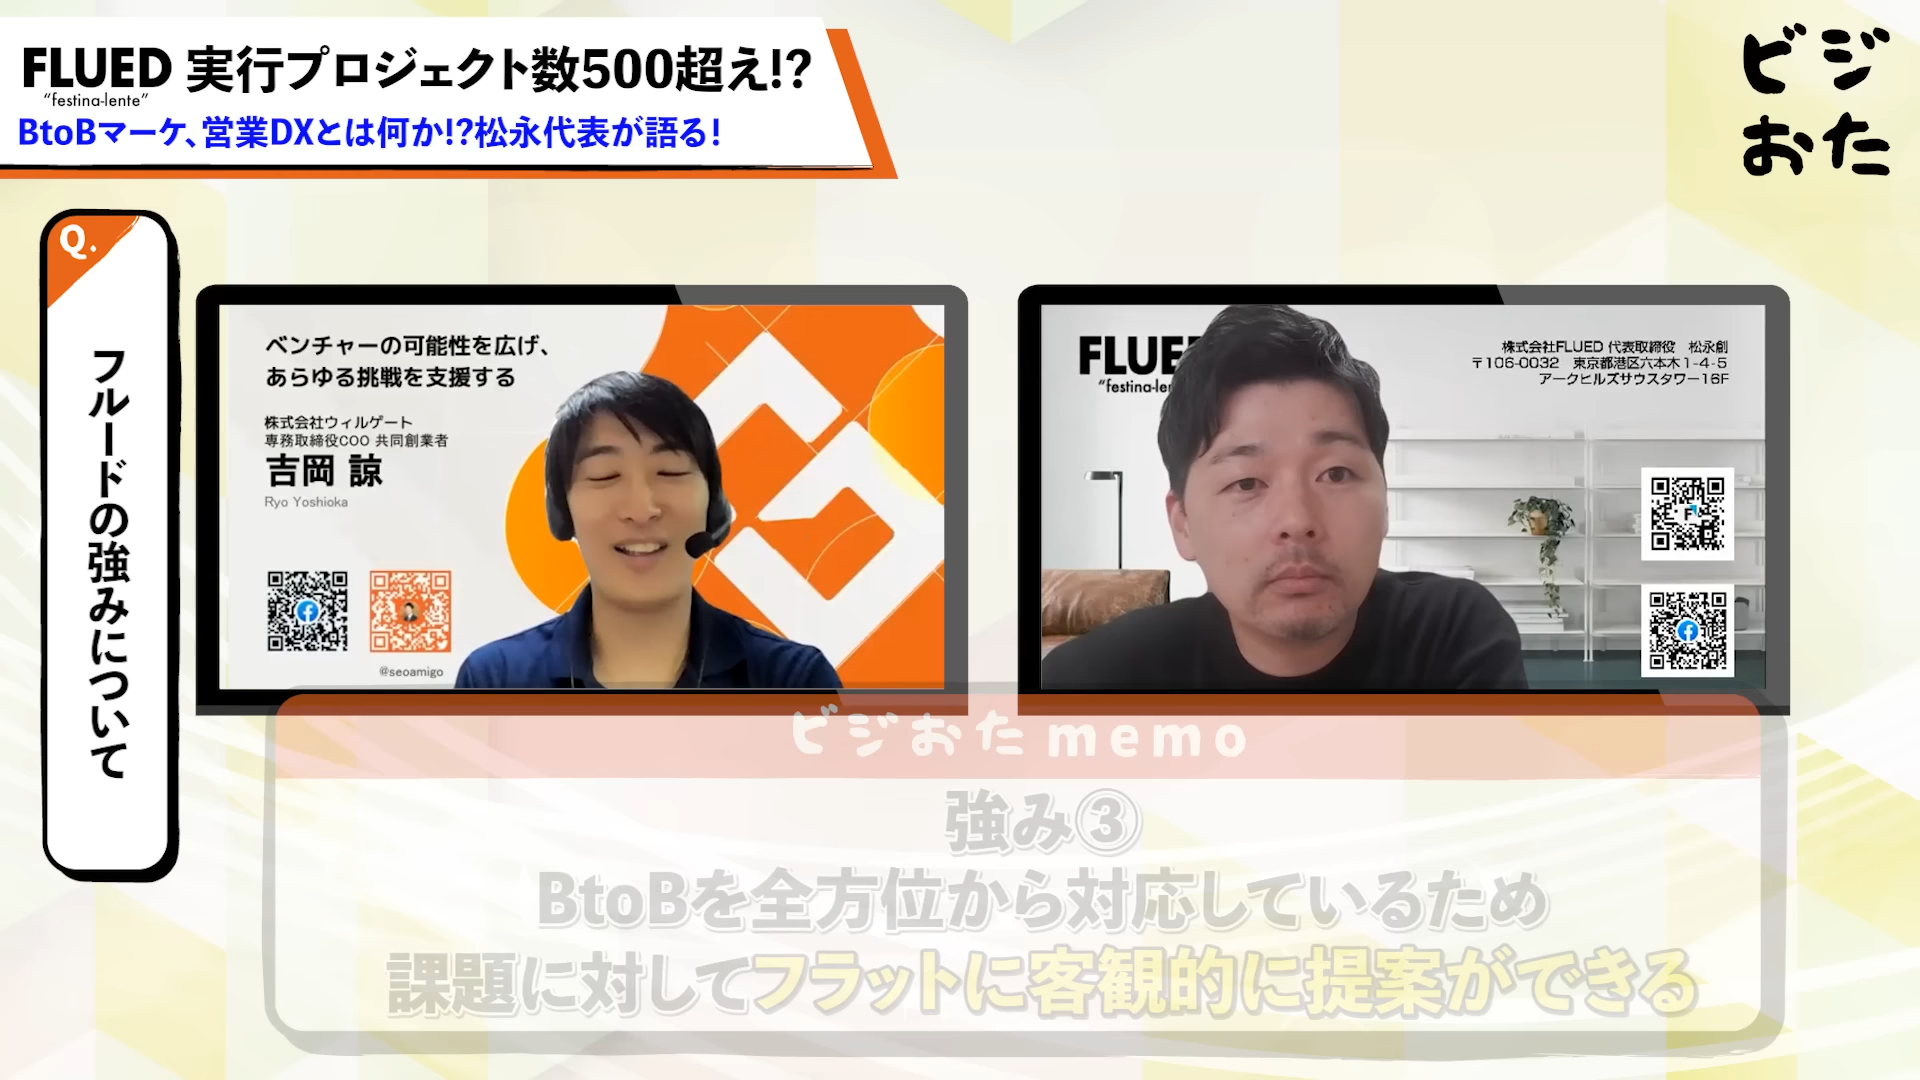 FLUED 実行プロジェクト数500超え!?
“festina-lente”
BtoBマーケ、営業DXとは何か!?松永代表が語る!
ビジ
おた
Q.
フルードの強みについて
ベンチャーの可能性を広げ、
あらゆる挑戦を支援する
株式会社ウィルゲート
専務取締役COO 共同創業者
吉岡 諒
Ryo Yoshioka
@seoamigo
FLUE
“festina-le
株式会社FLUED 代表取締役 松永創
〒106-0032 東京都港区六本木1-4-5
アークヒルズサウスタワー16F
ビジおたmemo
強み③
BtoBを全方位から対応しているため
課題に対してフラットに客観的に提案ができる